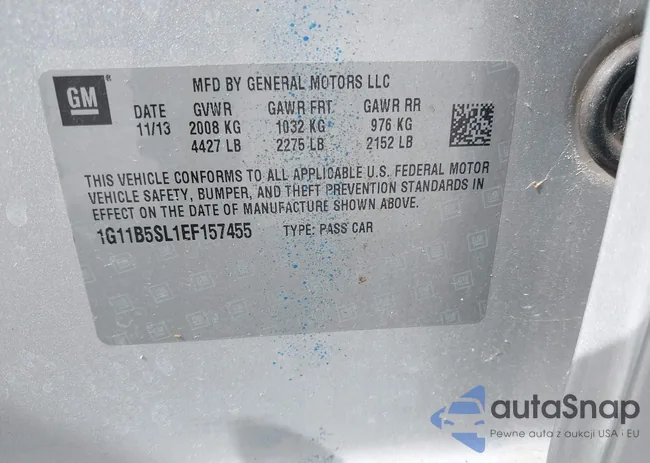 GM
MFD BY GENERAL MOTORS LLC
DATE GVWR GAWR FRT. GAWR RR
11/13 2008 KG 1032 KG 976 KG
4427 LB 2275 LB 2152 LB
THIS VEHICLE CONFORMS TO ALL APPLICABLE U.S. FEDERAL MOTOR
VEHICLE SAFETY, BUMPER, AND THEFT PREVENTION STANDARDS IN
EFFECT ON THE DATE OF MANUFACTURE SHOWN ABOVE.
1G11B5SL1EF157455 TYPE: PASS CAR
autoSnap
Pewne auta z aukcji USA · EU